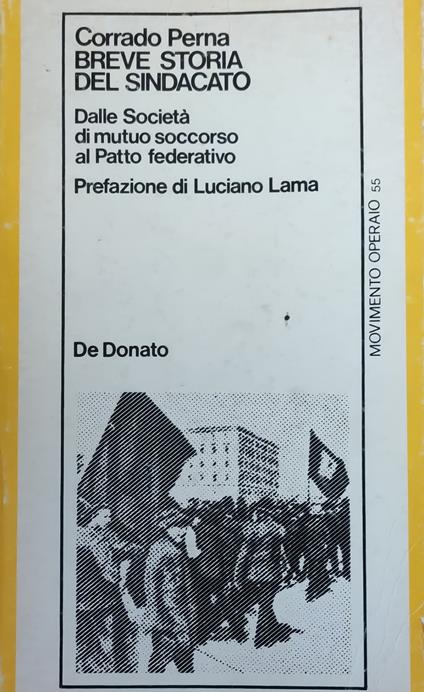 Corrado Perna
BREVE STORIA
DEL SINDACATO
Dalle Società
di mutuo soccorso
al Patto federativo
Prefazione di Luciano Lama
MOVIMENTO OPERAIO 55
De Donato